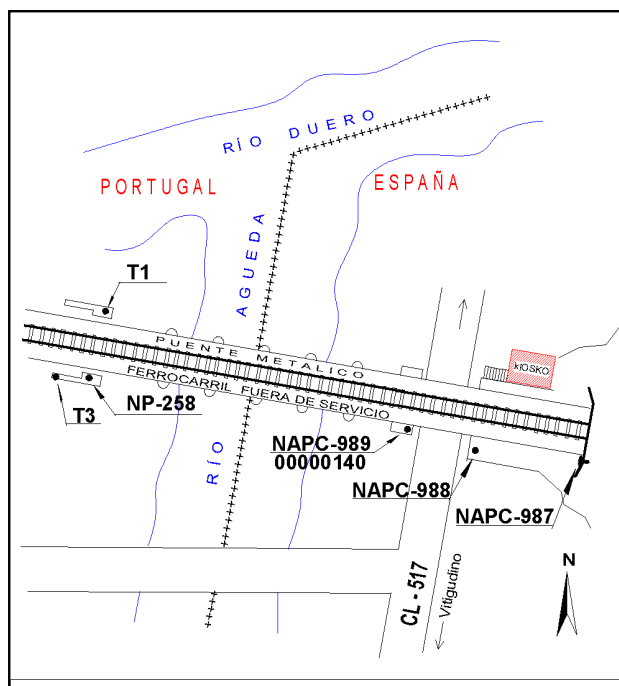 RÍO DUERO
PORTUGAL
ESPAÑA
AGUEDA
T1
PUENTE METALICO
kIOSKO
FERROCARRIL FUERA DE SERVICIO
T3
NP-258
RÍO
NAPC-989
00000140
NAPC-988
NAPC-987
CL - 517
Vitigudino
N